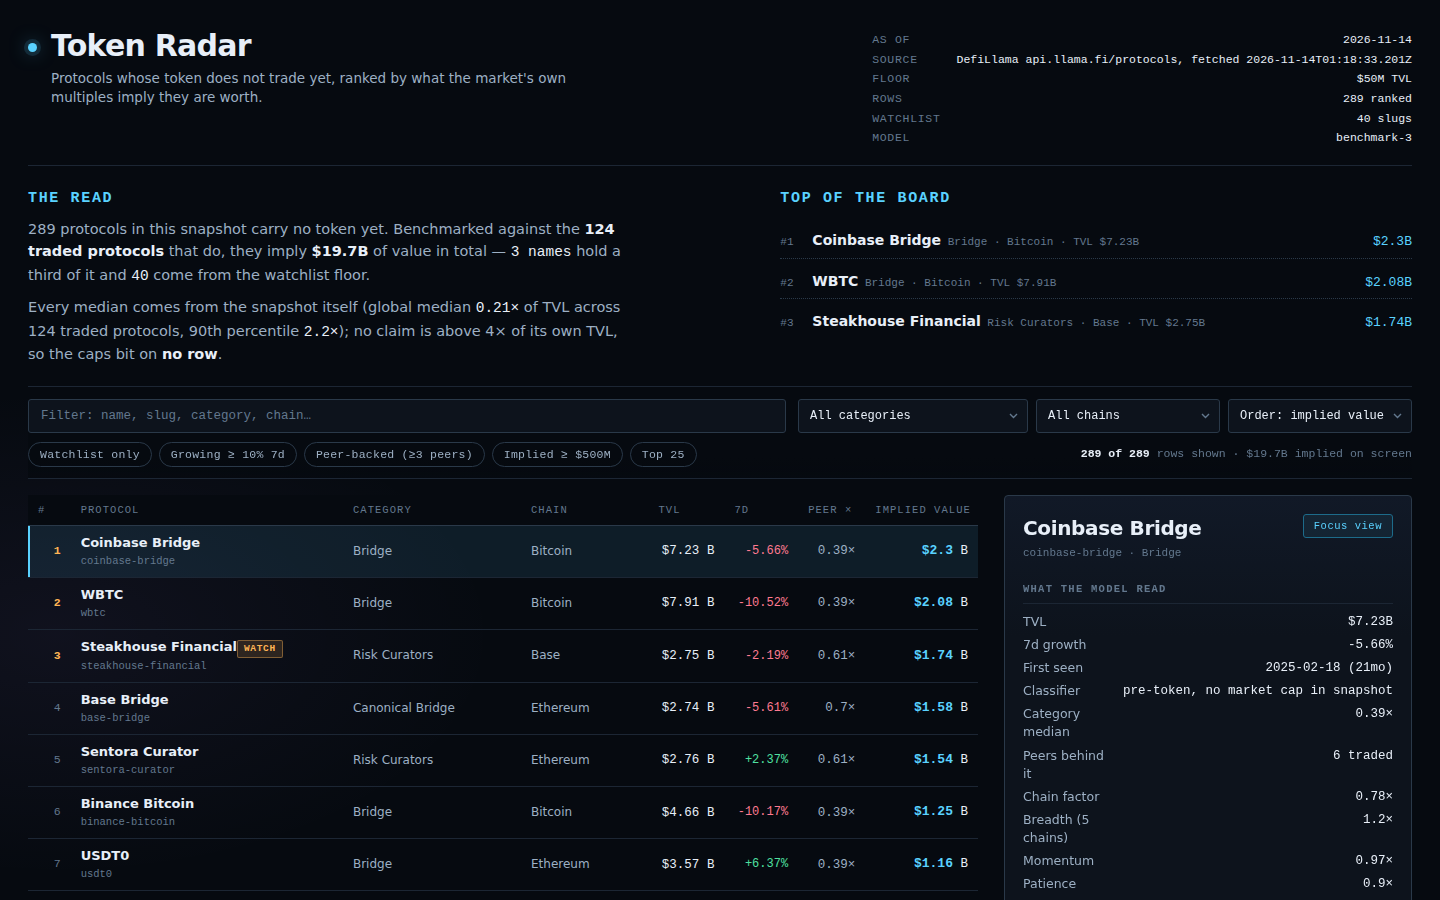 Token Radar
Protocols whose token does not trade yet, ranked by what the market's own
multiples imply they are worth.
AS OF 2026-11-14
SOURCE DefiLlama api.llama.fi/protocols, fetched 2026-11-14T01:18:33.201Z
FLOOR $50M TVL
ROWS 289 ranked
WATCHLIST 40 slugs
MODEL benchmark-3
THE READ
289 protocols in this snapshot carry no token yet. Benchmarked against the 124
traded protocols that do, they imply $19.7B of value in total — 3 names hold a
third of it and 40 come from the watchlist floor.
Every median comes from the snapshot itself (global median 0.21× of TVL across
124 traded protocols, 90th percentile 2.2×); no claim is above 4× of its own TVL,
so the caps bit on no row.
TOP OF THE BOARD
#1 Coinbase Bridge Bridge · Bitcoin · TVL $7.23B $2.3B
#2 WBTC Bridge · Bitcoin · TVL $7.91B $2.08B
#3 Steakhouse Financial Risk Curators · Base · TVL $2.75B $1.74B
Filter: name, slug, category, chain…
All categories
All chains
Order: implied value
Watchlist only
Growing ≥ 10% 7d
Peer-backed (≥3 peers)
Implied ≥ $500M
Top 25
289 of 289 rows shown · $19.7B implied on screen
# PROTOCOL CATEGORY CHAIN TVL 7D PEER × IMPLIED VALUE
1 Coinbase Bridge Bridge Bitcoin $7.23 B -5.66% 0.39× $2.3 B
coinbase-bridge
2 WBTC Bridge Bitcoin $7.91 B -10.52% 0.39× $2.08 B
wbtc
3 Steakhouse Financial WATCH Risk Curators Base $2.75 B -2.19% 0.61× $1.74 B
steakhouse-financial
4 Base Bridge Canonical Bridge Ethereum $2.74 B -5.61% 0.7× $1.58 B
base-bridge
5 Sentora Curator Risk Curators Ethereum $2.76 B +2.37% 0.61× $1.54 B
sentora-curator
6 Binance Bitcoin Bridge Bitcoin $4.66 B -10.17% 0.39× $1.25 B
binance-bitcoin
7 USDT0 Bridge Ethereum $3.57 B +6.37% 0.39× $1.16 B
usdt0
Coinbase Bridge
Focus view
coinbase-bridge · Bridge
WHAT THE MODEL READ
TVL $7.23B
7d growth -5.66%
First seen 2025-02-18 (21mo)
Classifier pre-token, no market cap in snapshot
Category 0.39×
median
Peers behind 6 traded
it
Chain factor 0.78×
Breadth (5 1.2×
chains)
Momentum 0.97×
Patience 0.9×